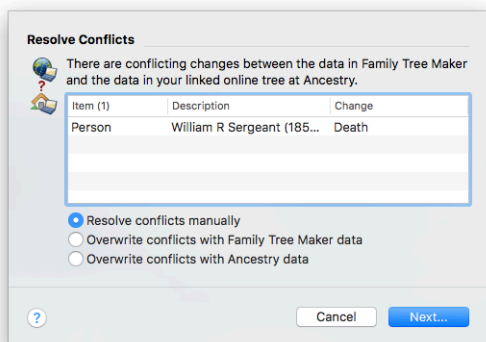 Resolve Conflicts
There are conflicting changes between the data in Family Tree Maker
and the data in your linked online tree at Ancestry.
?
Item (1) Description Change
Person William R Sergeant (185... Death
Resolve conflicts manually
Overwrite conflicts with Family Tree Maker data
Overwrite conflicts with Ancestry data
? Cancel Next...